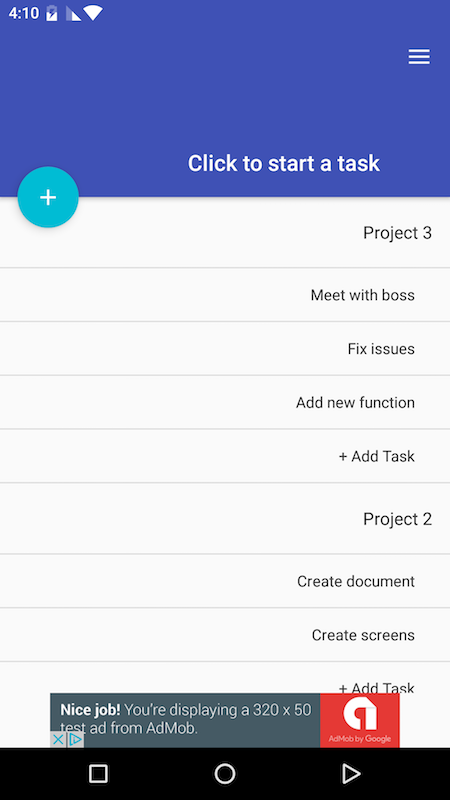 4:10
Click to start a task
+
Project 3
Meet with boss
Fix issues
Add new function
+ Add Task
Project 2
Create document
Create screens
+ Add Task
Nice job! You're displaying a 320 x 50
test ad from AdMob.
AdMob by Google